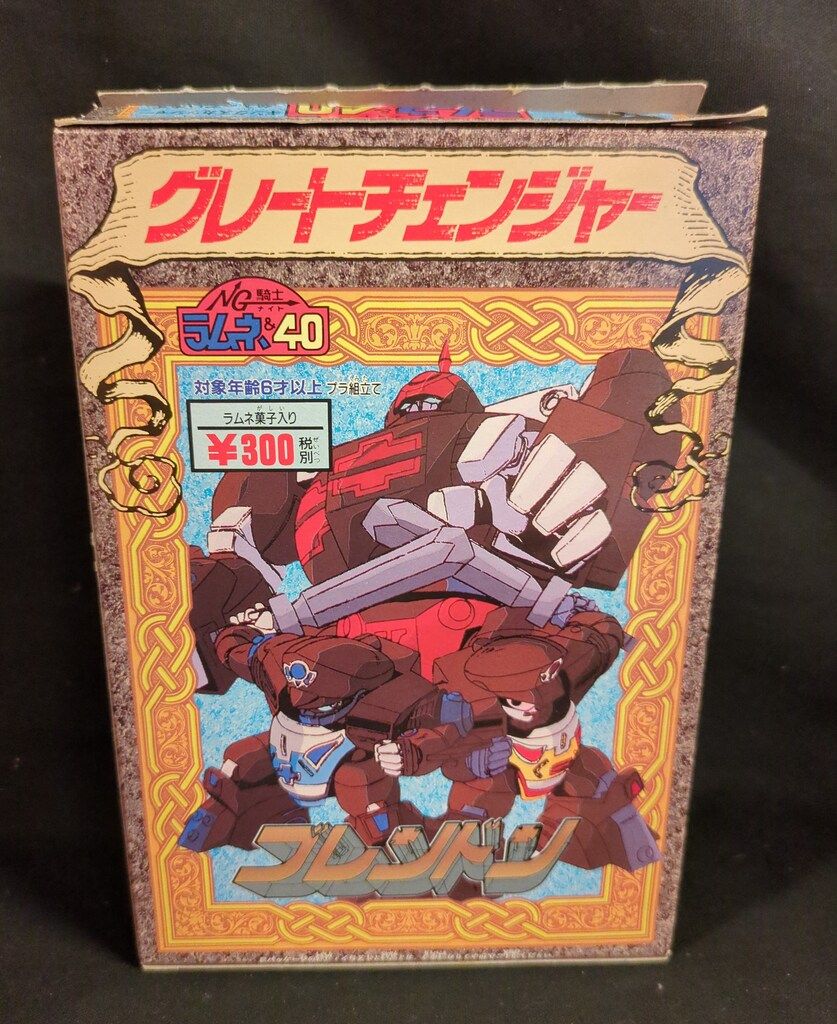 グレートチェンジャー
NG騎士
ナイト
ラムネ&40
対象年齢6才以上 プラ組立て
ラムネ菓子入り
¥300 税別
ブレンドン